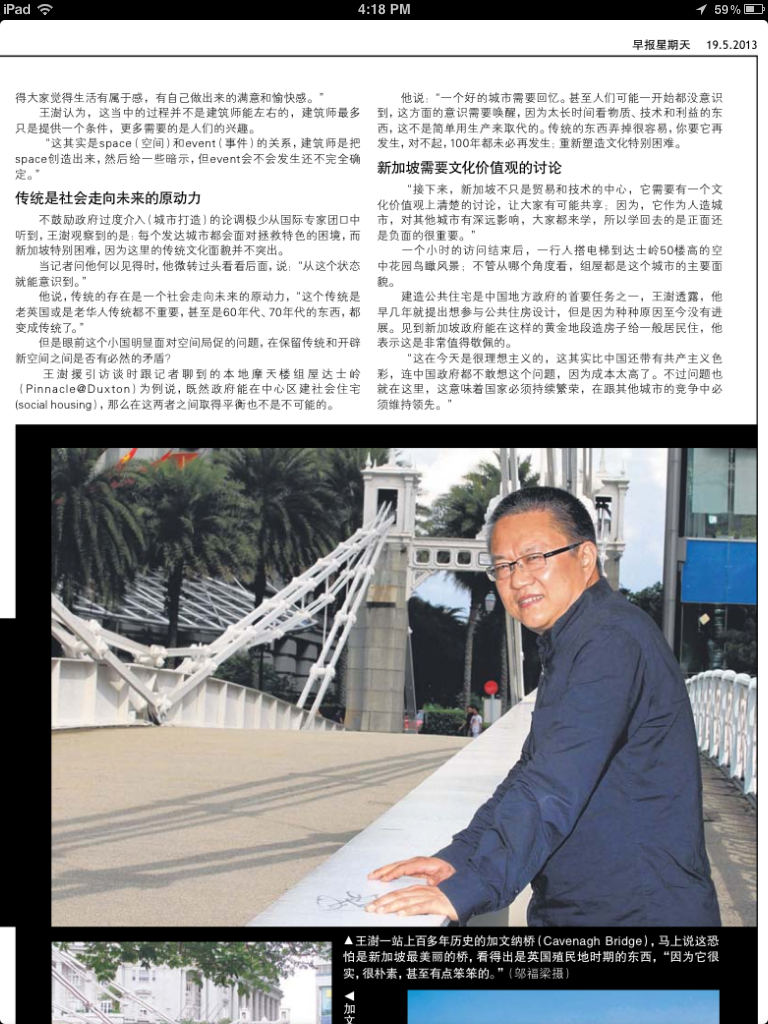 iPad
4:18 PM
59%
早报星期天 19.5.2013
得大家觉得生活有属于感，有自己做出来的满意和愉快感。”
王澍认为，这当中的过程并不是建筑师能左右的，建筑师最多
只是提供一个条件，更多需要的是人们的兴趣。
“这其实是space（空间）和event（事件）的关系，建筑师是把
space创造出来，然后给一些暗示，但event会不会发生还不完全确
定。”
传统是社会走向未来的原动力
不鼓励政府过度介入（城市打造）的论调极少从国际专家团口中
听到，王澍观察到的是：每个发达城市都会面对拯救特色的困境，而
新加坡特别困难，因为这里的传统文化面貌并不突出。
当记者问他何以见得时，他微转过头看看后面，说：“从这个状态
就能意识到。”
他说，传统的存在是一个社会走向未来的原动力，“这个传统是
老英国或是老华人传统都不重要，甚至是60年代、70年代的东西，都
变成传统了。”
但是眼前这个小国明显面对空间局促的问题，在保留传统和开辟
新空间之间是否有必然的矛盾？
王澍援引访谈时跟记者聊到的本地摩天楼组屋达士岭
（Pinnacle@Duxton）为例说，既然政府能在中心区建社会住宅
(social housing)，那么在这两者之间取得平衡也不是不可能的。
他说：“一个好的城市需要回忆。甚至人们可能一开始都没意识
到，这方面的意识需要唤醒，因为太长时间看物质、技术和利益的东
西，这不是简单用生产来取代的。传统的东西弄掉很容易，你要它再
发生，对不起，100年都未必再发生；重新塑造文化特别困难。
新加坡需要文化价值观的讨论
“接下来，新加坡不只是贸易和技术的中心，它需要有一个文
化价值观上清楚的讨论，让大家有可能共享；因为，它作为人造城
市，对其他城市有深远影响，大家都来学，所以学回去的是正面还
是负面的很重要。”
一个小时的访问结束后，一行人搭电梯到达士岭50楼高的空
中花园鸟瞰风景；不管从哪个角度看，组屋都是这个城市的主要面
貌。
建造公共住宅是中国地方政府的首要任务之一，王澍透露，他
早几年就提出想参与公共住房设计，但是因为种种原因至今没有进
展。见到新加坡政府能在这样的黄金地段造房子给一般居民住，他
表示这是非常值得敬佩的。
“这在今天是很理想主义的，这其实比中国还带有共产主义色
彩，连中国政府都不敢想这个问题，因为成本太高了。不过问题也
就在这里，这意味着国家必须持续繁荣，在跟其他城市的竞争中必
须维持领先。”
▲王澍一站上百多年历史的加文纳桥（Cavenagh Bridge），马上说这恐
怕是新加坡最美丽的桥，看得出是英国殖民地时期的东西，“因为它很
实，很朴素，甚至有点笨笨的。”（邬福梁摄）
◀加文